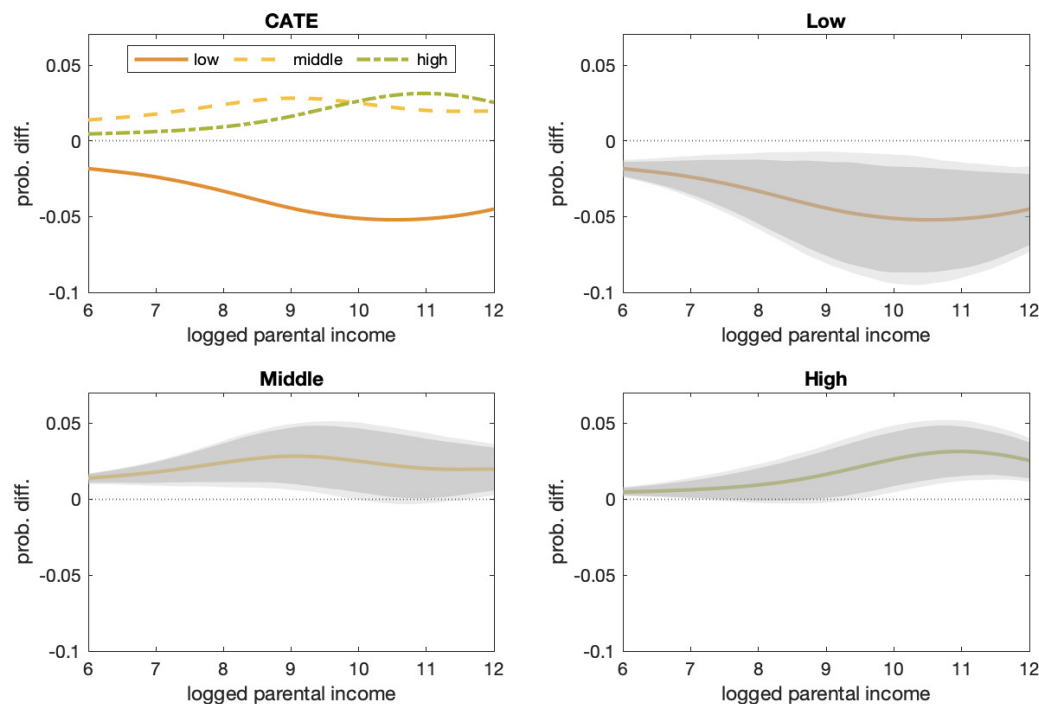 CATE
low middle high
0.05
0
-0.05
-0.1
prob. diff.
6 7 8 9 10 11 12
logged parental income
Low
0.05
0
-0.05
-0.1
prob. diff.
6 7 8 9 10 11 12
logged parental income
Middle
0.05
0
-0.05
-0.1
prob. diff.
6 7 8 9 10 11 12
logged parental income
High
0.05
0
-0.05
-0.1
prob. diff.
6 7 8 9 10 11 12
logged parental income